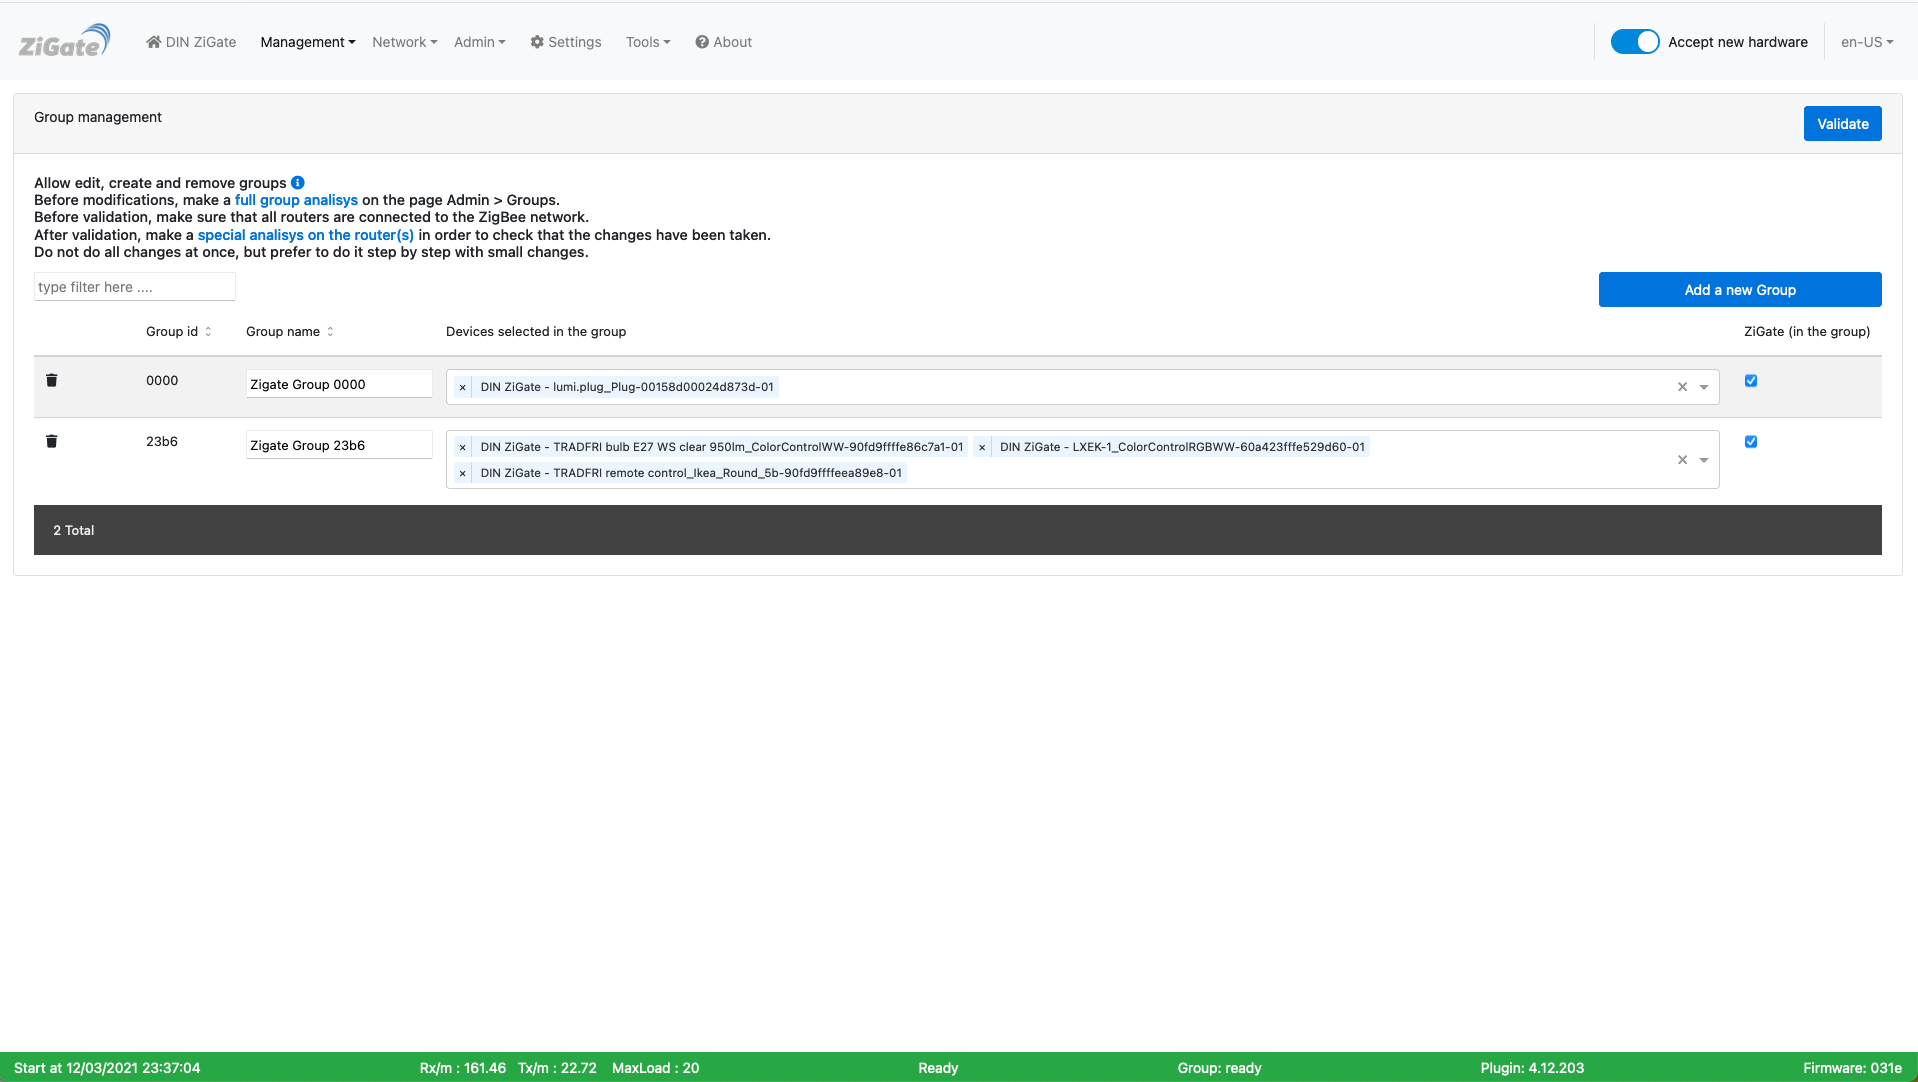 ZiGate DIN ZiGate Management Network Admin Settings Tools About Accept new hardware en-US
Group management
Validate
Allow edit, create and remove groups
Before modifications, make a full group analisys on the page Admin > Groups.
Before validation, make sure that all routers are connected to the ZigBee network.
After validation, make a special analisys on the router(s) in order to check that the changes have been taken.
Do not do all changes at once, but prefer to do it step by step with small changes.
type filter here ....
Add a new Group
Group id Group name Devices selected in the group ZiGate (in the group)
0000 Zigate Group 0000 × DIN ZiGate - lumi.plug_Plug-00158d00024d873d-01
23b6 Zigate Group 23b6 × DIN ZiGate - TRADFRI bulb E27 WS clear 950lm_ColorControlWW-90fd9ffffe86c7a1-01 × DIN ZiGate - LXEK-1_ColorControlRGBWW-60a423fffe529d60-01
× DIN ZiGate - TRADFRI remote control_Ikea_Round_5b-90fd9ffffeea89e8-01
2 Total
Start at 12/03/2021 23:37:04 Rx/m : 161.46 Tx/m : 22.72 MaxLoad : 20 Ready Group: ready Plugin: 4.12.203 Firmware: 031e